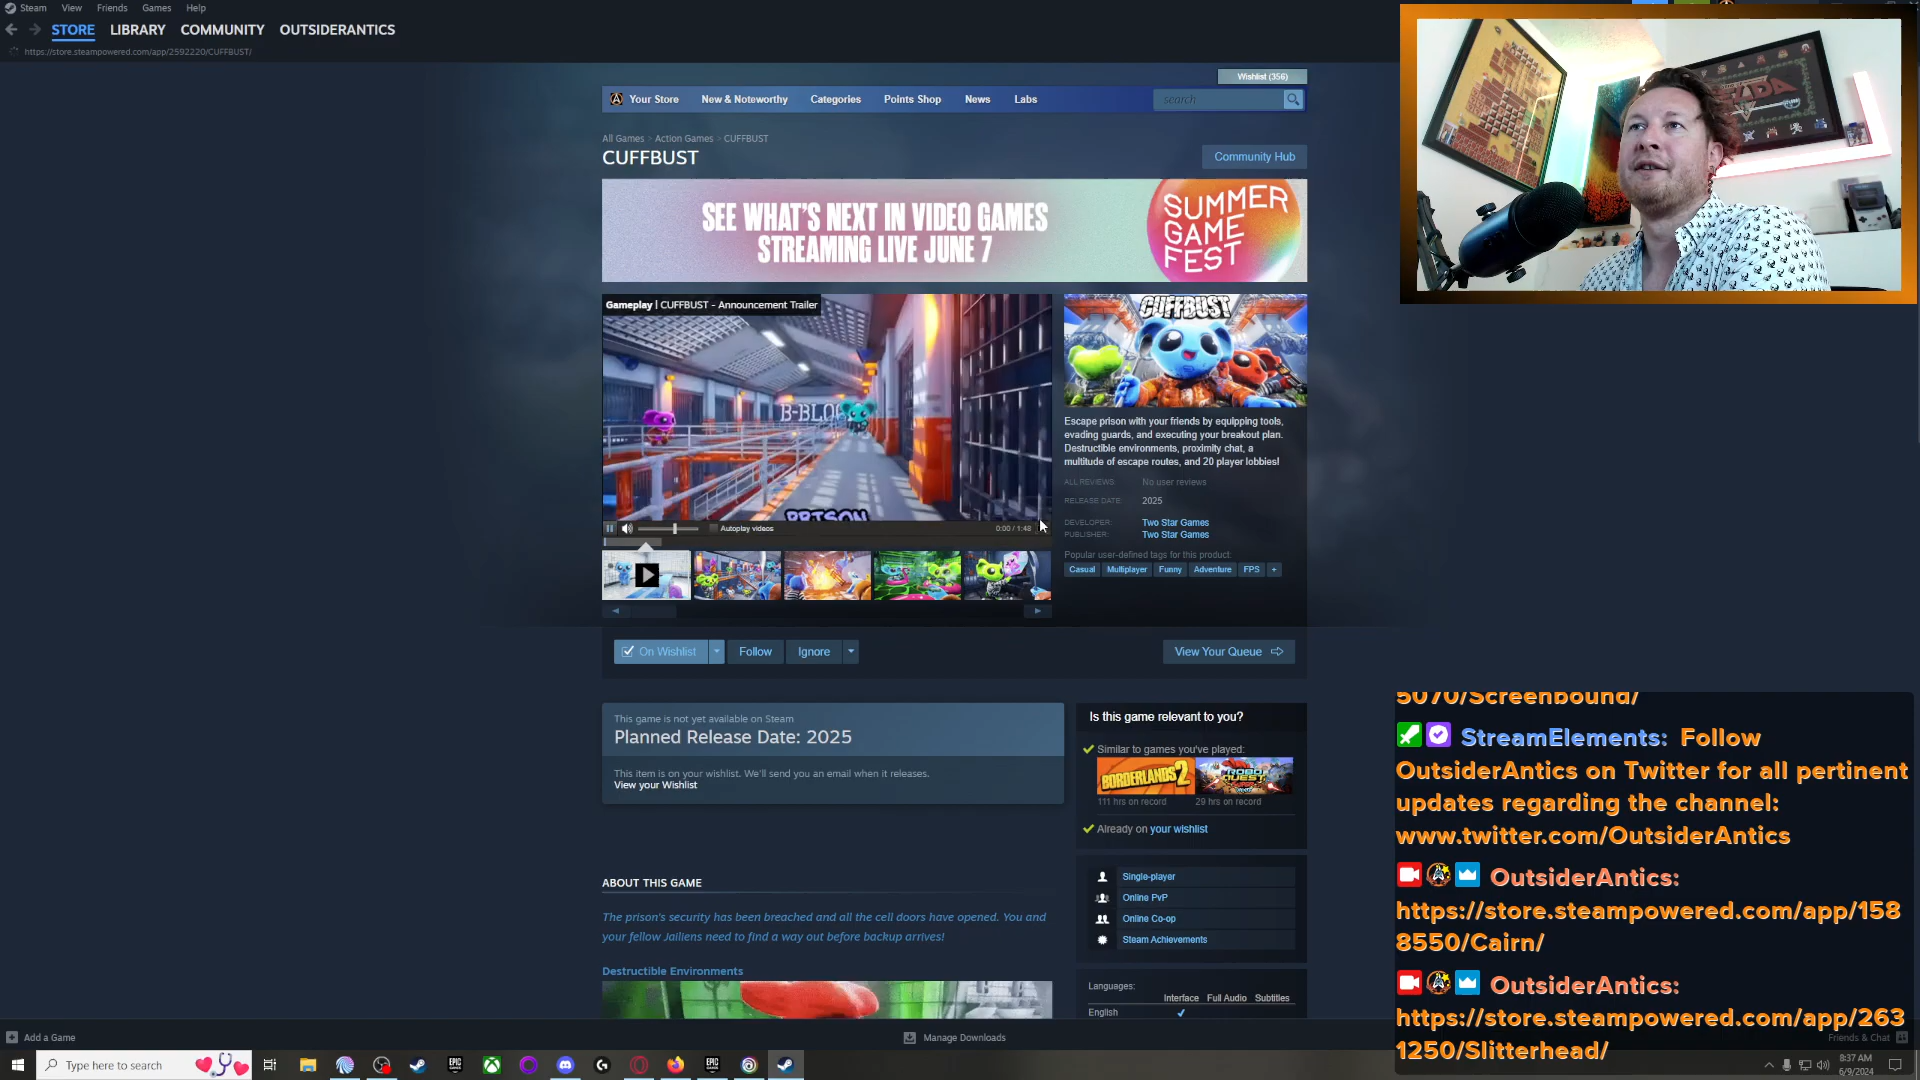 Steam View Friends Games Help
STORE LIBRARY COMMUNITY OUTSIDERANTICS
https://store.steampowered.com/app/2592220/CUFFBUST/
Wishlist (356)
Your Store New & Noteworthy Categories Points Shop News Labs
search
All Games > Action Games > CUFFBUST
CUFFBUST
Community Hub
SEE WHAT'S NEXT IN VIDEO GAMES
STREAMING LIVE JUNE 7
SUMMER
GAME
FEST
Gameplay | CUFFBUST - Announcement Trailer
B-BLOC
PRISON
Autoplay videos
0:00 / 1:48
CUFFBUST
Escape prison with your friends by equipping tools,
evading guards, and executing your breakout plan.
Destructible environments, proximity chat, a
multitude of escape routes, and 20 player lobbies!
ALL REVIEWS: No user reviews
RELEASE DATE: 2025
DEVELOPER: Two Star Games
PUBLISHER: Two Star Games
Popular user-defined tags for this product:
Casual Multiplayer Funny Adventure FPS +
On Wishlist Follow Ignore
View Your Queue
This game is not yet available on Steam
Planned Release Date: 2025
This item is on your wishlist. We'll send you an email when it releases.
View your Wishlist
Is this game relevant to you?
Similar to games you've played:
BORDERLANDS 2 ROBOQUEST
111 hrs on record 29 hrs on record
Already on your wishlist
ABOUT THIS GAME
The prison's security has been breached and all the cell doors have opened. You and
your fellow Jailiens need to find a way out before backup arrives!
Destructible Environments
Single-player
Online PvP
Online Co-op
Steam Achievements
Languages:
Interface Full Audio Subtitles
English ✔
5070/Screenbound/
StreamElements: Follow
OutsiderAntics on Twitter for all pertinent
updates regarding the channel:
www.twitter.com/OutsiderAntics
OutsiderAntics:
https://store.steampowered.com/app/158
8550/Cairn/
OutsiderAntics:
https://store.steampowered.com/app/263
1250/Slitterhead/
Add a Game
Manage Downloads
Friends & Chat
Type here to search
EPIC
GAMES
8:37 AM
6/9/2024